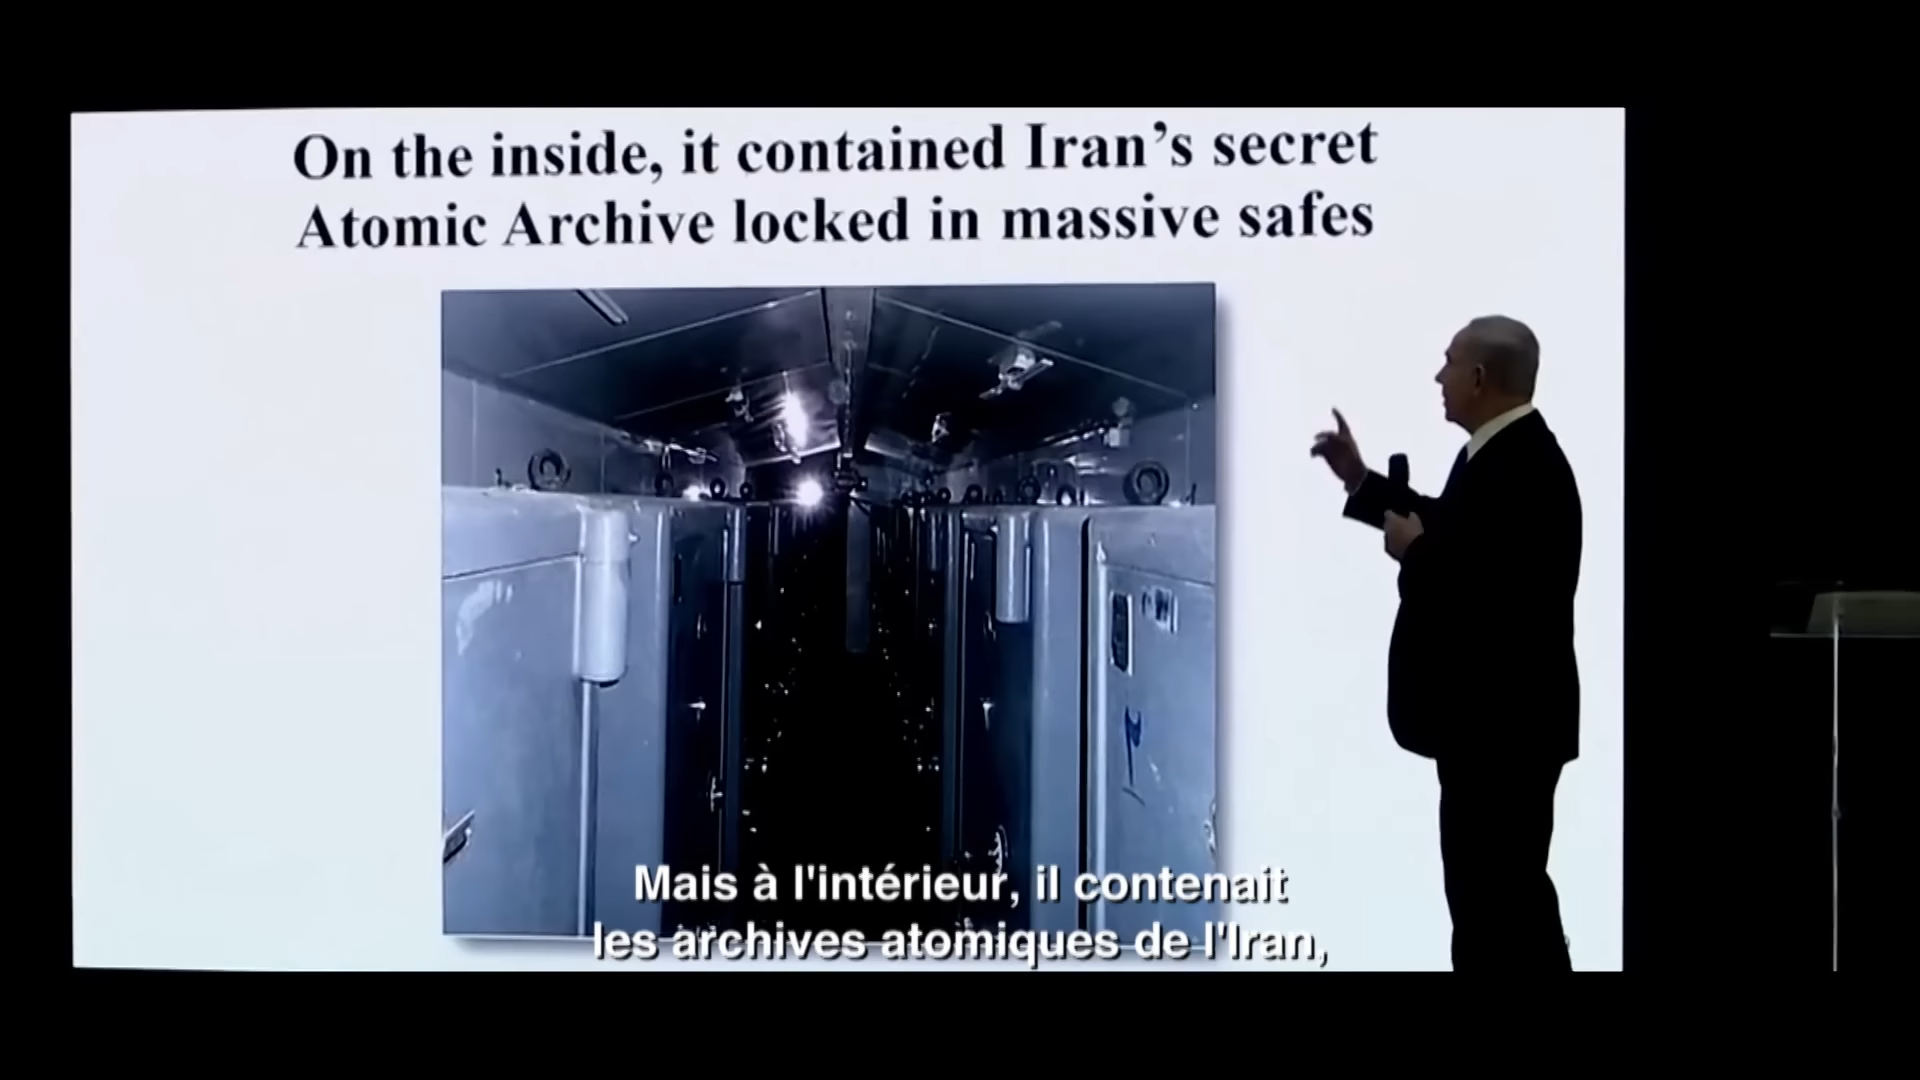 On the inside, it contained Iran's secret
Atomic Archive locked in massive safes
Mais à l'intérieur, il contenait
les archives atomiques de l'Iran,